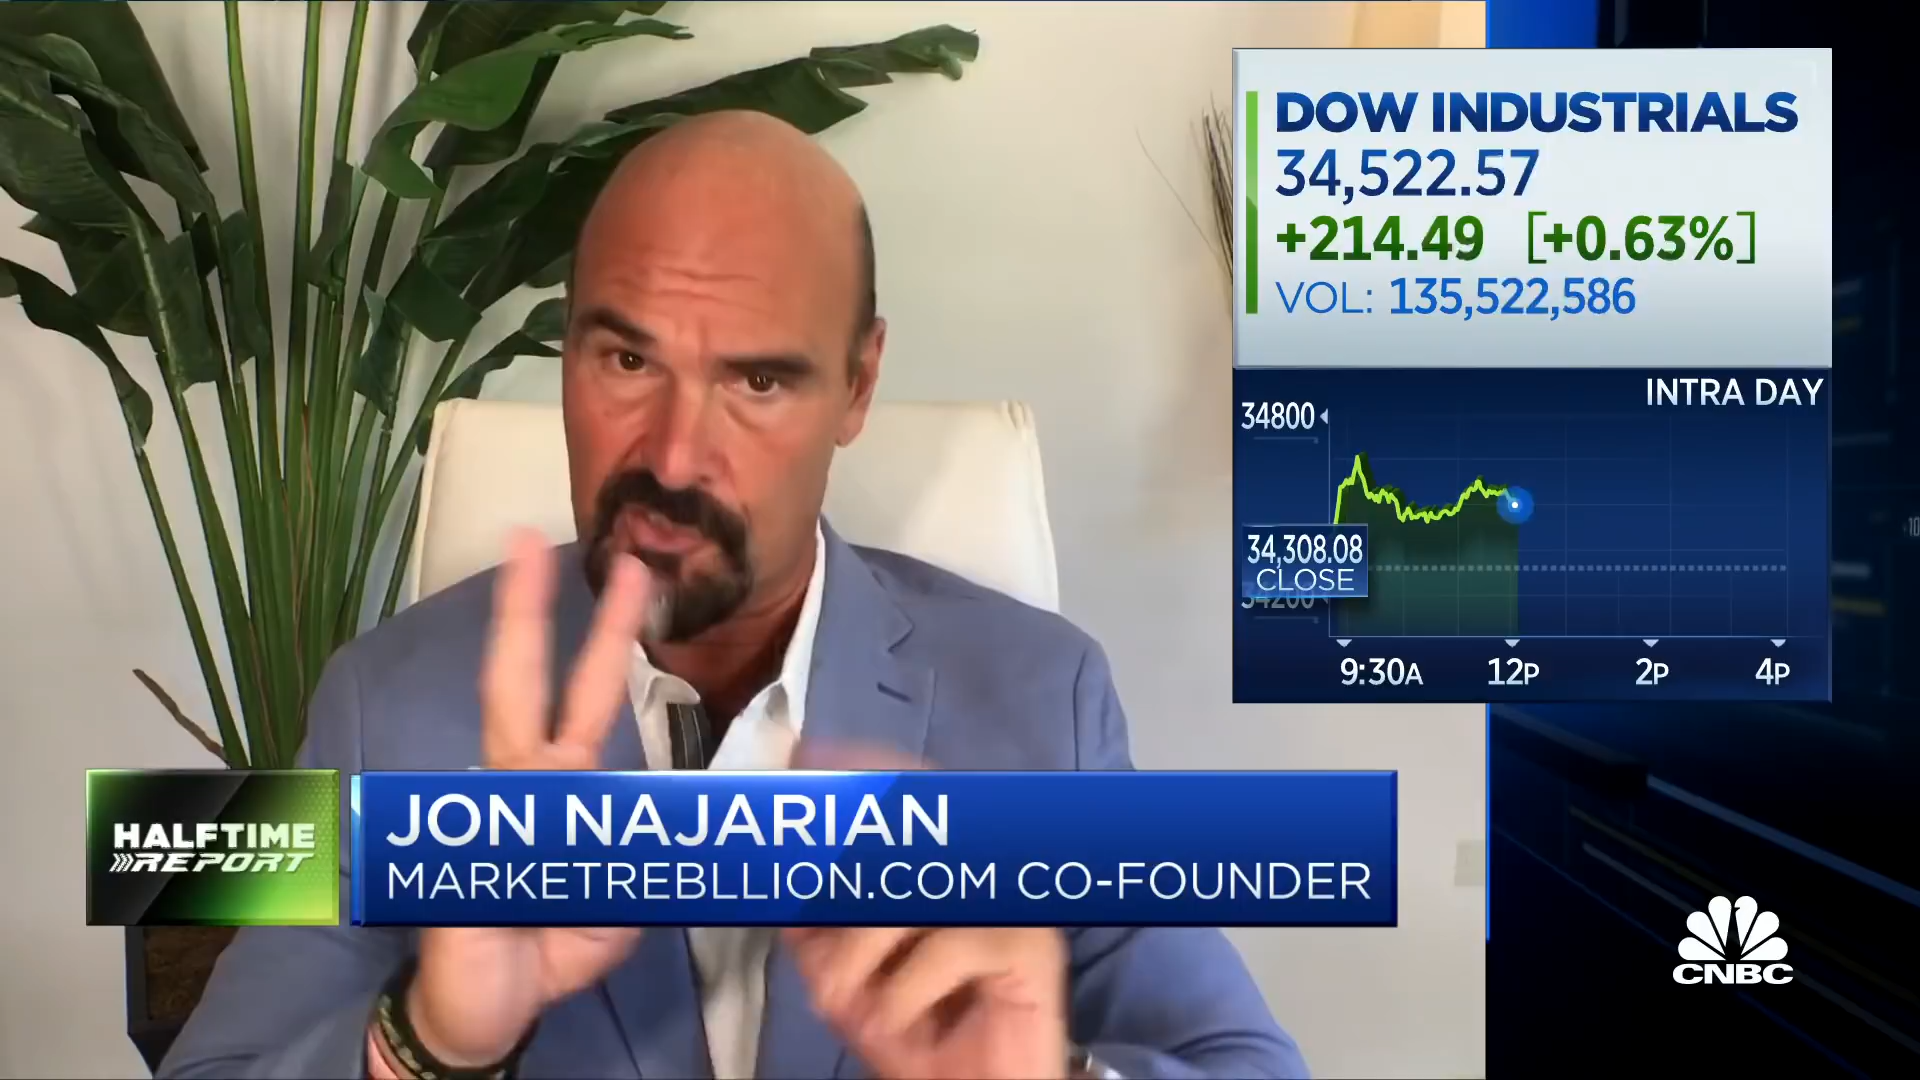 DOW INDUSTRIALS
34,522.57
+214.49 [+0.63%]
VOL: 135,522,586
INTRA DAY
34800
34,308.08
CLOSE
34200
9:30A 12P 2P 4P
HALFTIME
REPORT
JON NAJARIAN
MARKETREBLLION.COM CO-FOUNDER
CNBC